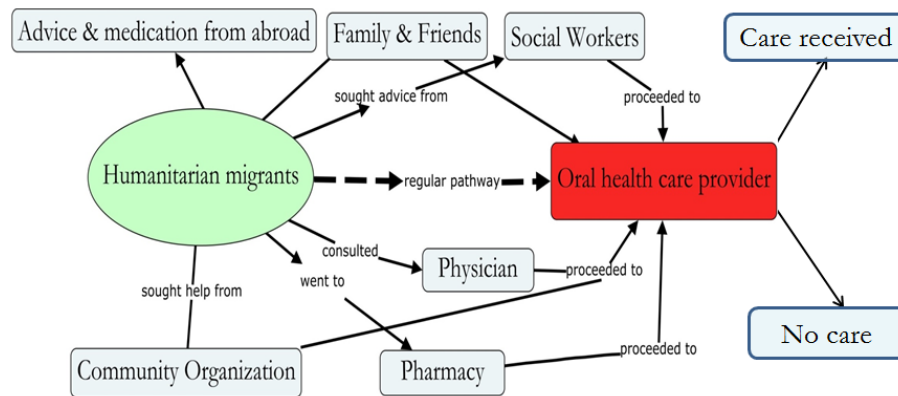 Advice & medication from abroad
Family & Friends
Social Workers
Care received
sought advice from
proceeded to
Humanitarian migrants
regular pathway
Oral health care provider
consulted
Physician
proceeded to
went to
sought help from
No care
proceeded to
Community Organization
Pharmacy